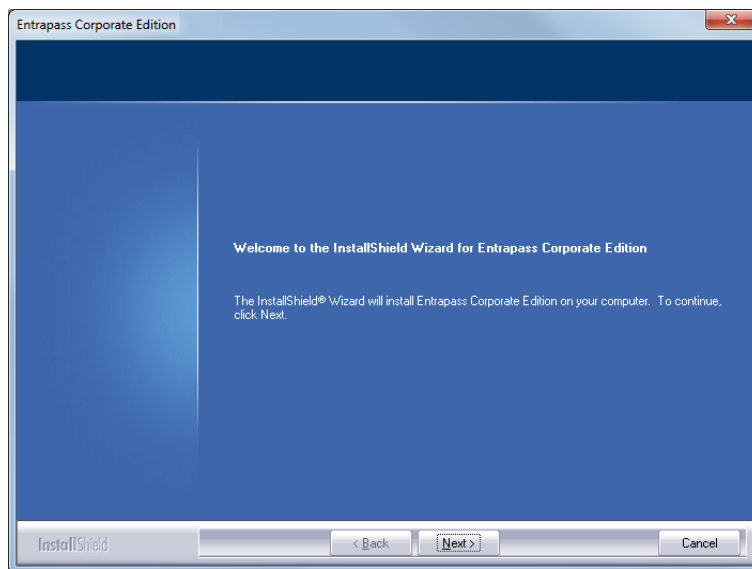 Entrapass Corporate Edition
Welcome to the InstallShield Wizard for Entrapass Corporate Edition
The InstallShield® Wizard will install Entrapass Corporate Edition on your computer. To continue,
click Next.
InstallShield
< Back
Next >
Cancel